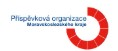 Příspěvková organizace
Moravskoslezského kraje